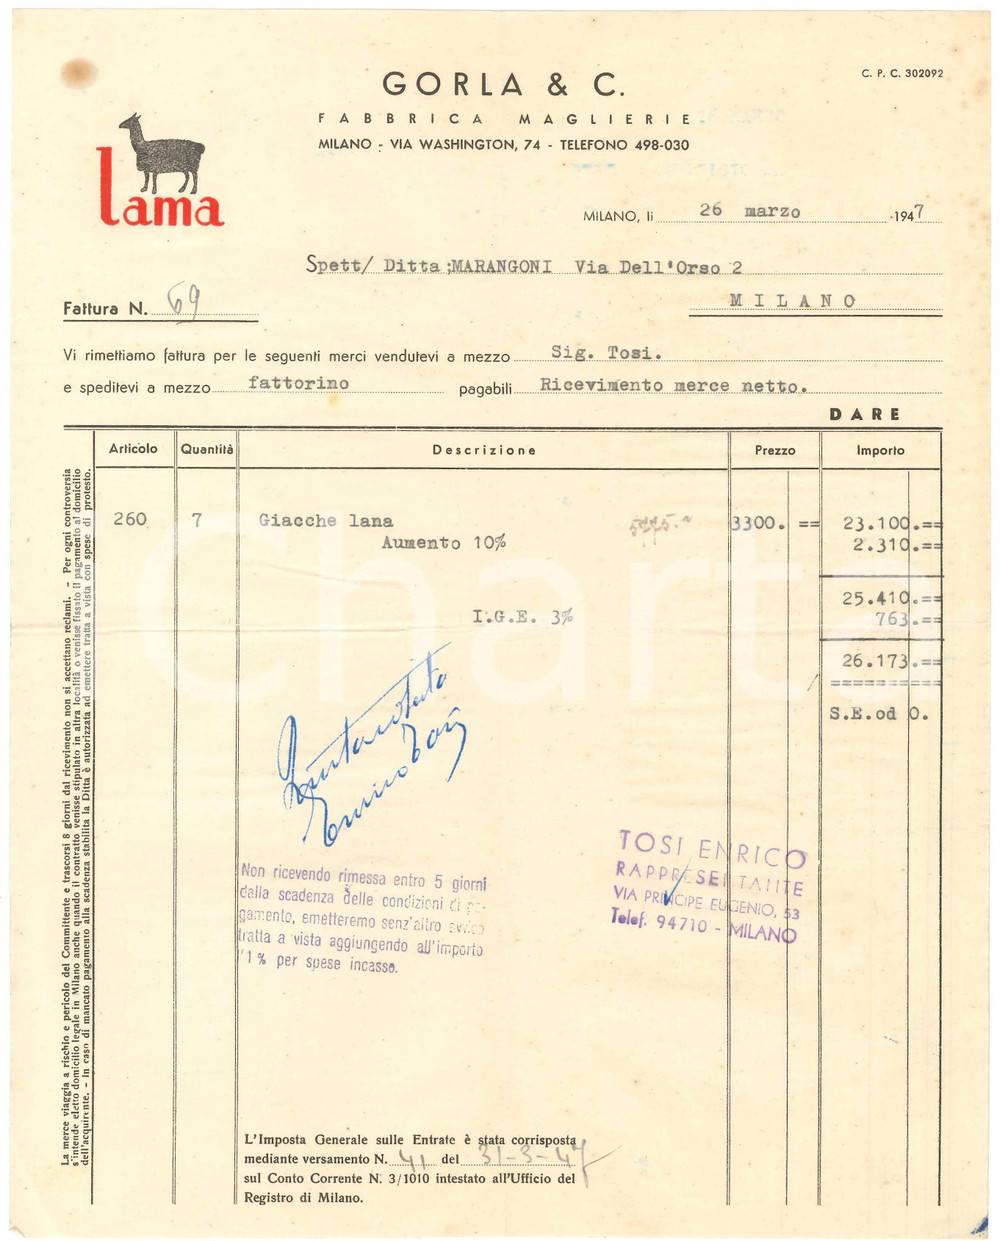 C. P. C. 302092
GORLA & C.
FABBRICA MAGLIERIE
MILANO - VIA WASHINGTON, 74 - TELEFONO 498-030
lama
MILANO, li 26 marzo 1947
Spett/ Ditta ;MARANGONI Via Dell'Orso 2
MILANO
Fattura N. 69
Vi rimettiamo fattura per le seguenti merci vendutevi a mezzo Sig. Tosi.
e speditevi a mezzo fattorino pagabili Ricevimento merce netto.
DARE
Articolo Quantità Descrizione Prezzo Importo
260 7 Giacche lana 3300. == 23.100.==
Aumento 10% 2.310.==
25.410.==
I.G.E. 3% 763.==
26.173.==
==========
S.E.od O.
Enrico Tosi
TOSI ENRICO
RAPPRESENTANTE
VIA PRINCIPE EUGENIO, 53
Telef. 94710 - MILANO
Non ricevendo rimessa entro 5 giorni
dalla scadenza delle condizioni di pa-
gamento, emetteremo senz'altro avviso
tratta a vista aggiungendo all'importo
l'1% per spese incasso.
L'Imposta Generale sulle Entrate è stata corrisposta
mediante versamento N. 41 del 31-3-47
sul Conto Corrente N. 3/1010 intestato all'Ufficio del
Registro di Milano.
La merce viaggia a rischio e pericolo del Committente e trascorsi 8 giorni dal ricevimento non si accettano reclami. - Per ogni controversia
s'intende eletto domicilio legale in Milano anche quando il contratto venisse stipulato in altra località o venisse fissato il pagamento al domicilio
dell'acquirente. - In caso di mancato pagamento alla scadenza stabilita la Ditta è autorizzata ad emettere tratta a vista con spese di protesto.
Charta